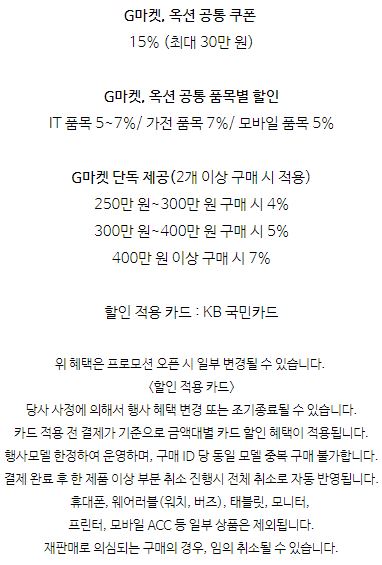 G마켓, 옥션 공통 쿠폰
15% (최대 30만 원)
G마켓, 옥션 공통 품목별 할인
IT 품목 5~7%/ 가전 품목 7%/ 모바일 품목 5%
G마켓 단독 제공(2개 이상 구매 시 적용)
250만 원~300만 원 구매 시 4%
300만 원~400만 원 구매 시 5%
400만 원 이상 구매 시 7%
할인 적용 카드 : KB 국민카드
위 혜택은 프로모션 오픈 시 일부 변경될 수 있습니다.
<할인 적용 카드>
당사 사정에 의해서 행사 혜택 변경 또는 조기종료될 수 있습니다.
카드 적용 전 결제가 기준으로 금액대별 카드 할인 혜택이 적용됩니다.
행사모델 한정하여 운영하며, 구매 ID 당 동일 모델 중복 구매 불가합니다.
결제 완료 후 한 제품 이상 부분 취소 진행시 전체 취소로 자동 반영됩니다.
휴대폰, 웨어러블(워치, 버즈), 태블릿, 모니터,
프린터, 모바일 ACC 등 일부 상품은 제외됩니다.
재판매로 의심되는 구매의 경우, 임의 취소될 수 있습니다.